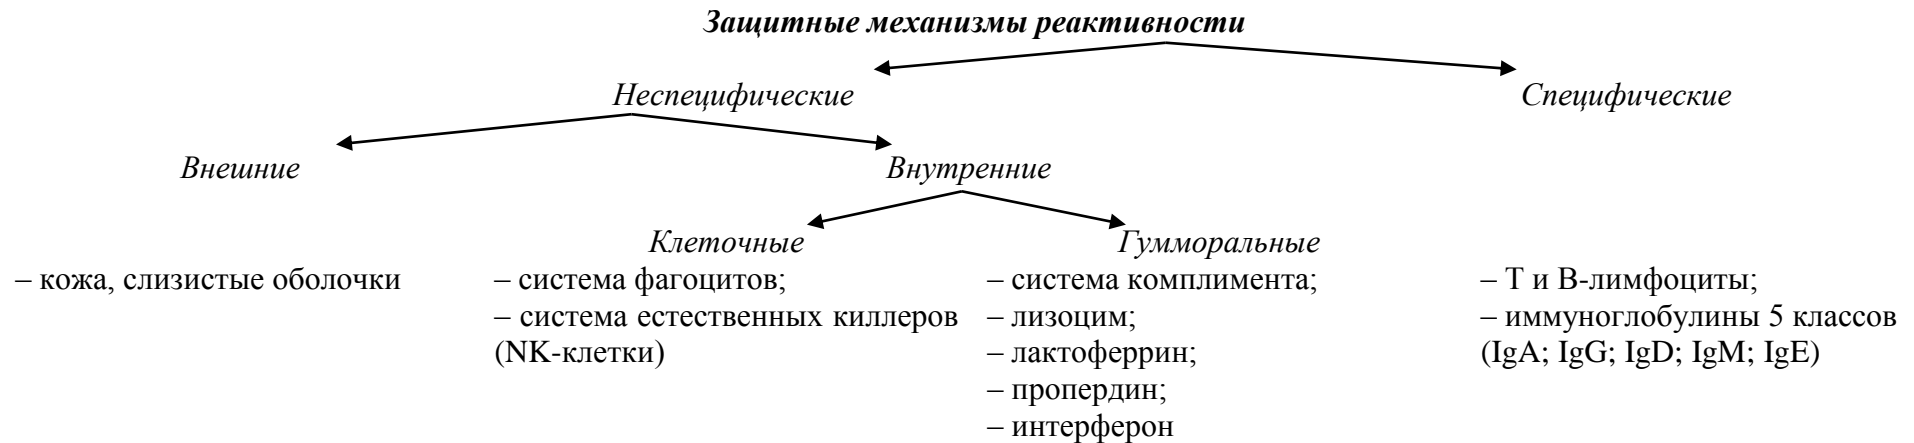 Защитные механизмы реактивности
Неспецифические
Специфические
Внешние
Внутренние
Клеточные
Гумморальные
– кожа, слизистые оболочки
– система фагоцитов;
– система естественных киллеров
(NK-клетки)
– система комплимента;
– лизоцим;
– лактоферрин;
– пропердин;
– интерферон
– Т и В-лимфоциты;
– иммуноглобулины 5 классов
(IgA; IgG; IgD; IgM; IgE)